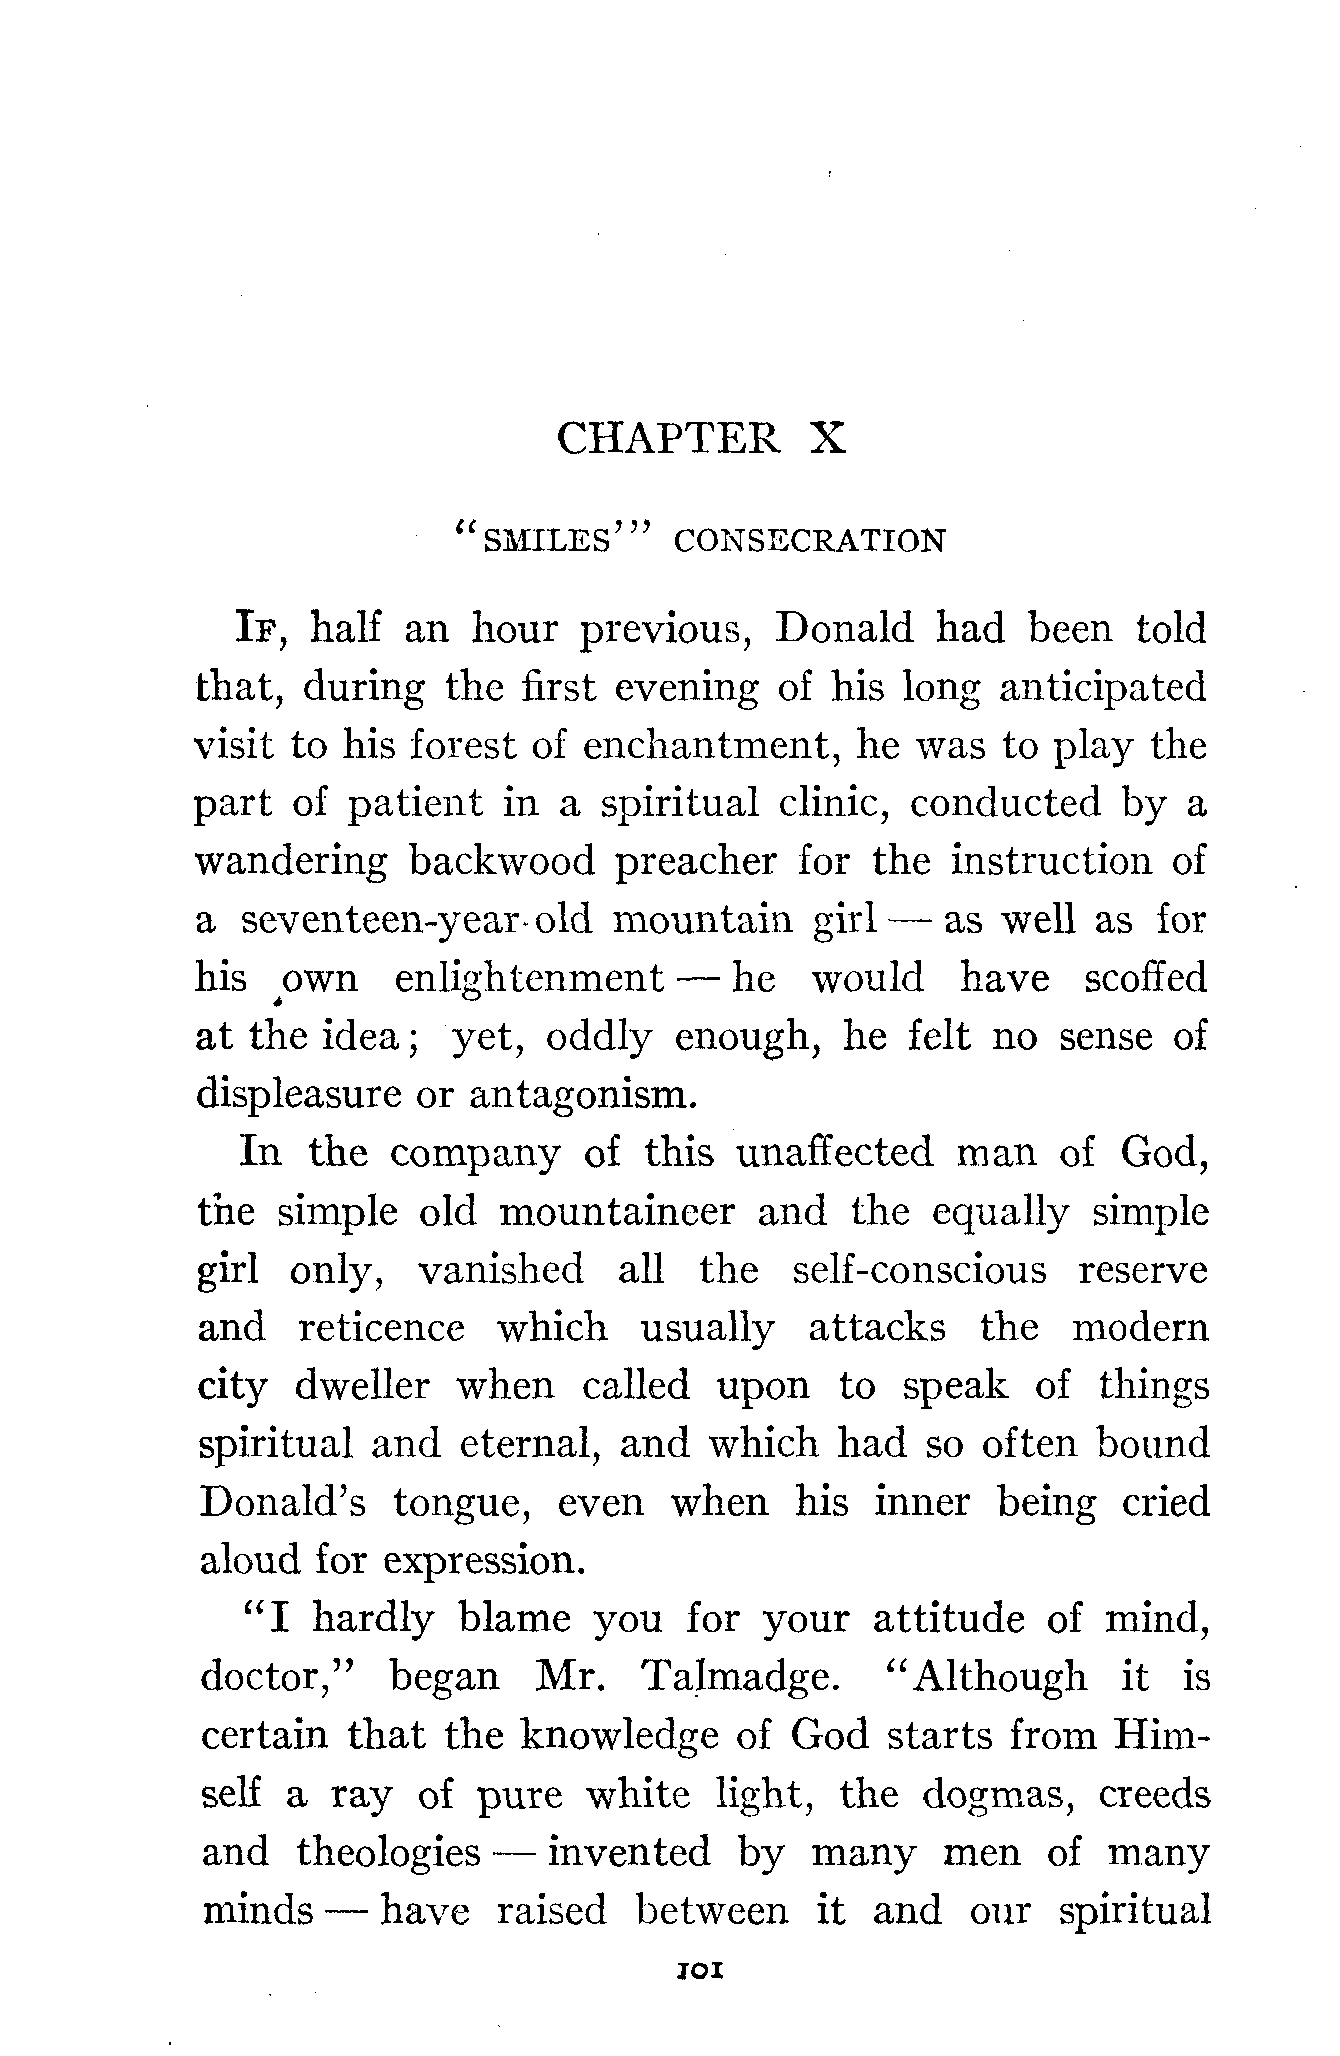 CHAPTER X
"SMILES'" CONSECRATION
IF, half an hour previous, Donald had been told
that, during the first evening of his long anticipated
visit to his forest of enchantment, he was to play the
part of patient in a spiritual clinic, conducted by a
wandering backwood preacher for the instruction of
a seventeen-year-old mountain girl — as well as for
his own enlightenment — he would have scoffed
at the idea; yet, oddly enough, he felt no sense of
displeasure or antagonism.
In the company of this unaffected man of God,
the simple old mountaineer and the equally simple
girl only, vanished all the self-conscious reserve
and reticence which usually attacks the modern
city dweller when called upon to speak of things
spiritual and eternal, and which had so often bound
Donald's tongue, even when his inner being cried
aloud for expression.
"I hardly blame you for your attitude of mind,
doctor," began Mr. Talmadge. "Although it is
certain that the knowledge of God starts from Him-
self a ray of pure white light, the dogmas, creeds
and theologies — invented by many men of many
minds — have raised between it and our spiritual
101